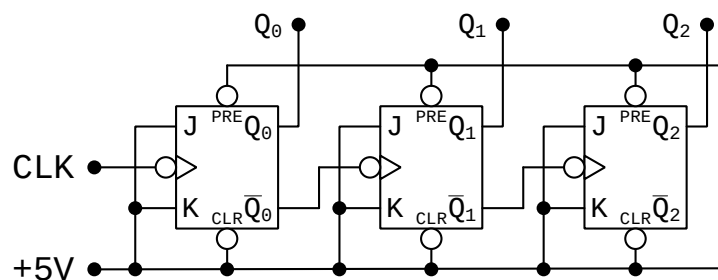 Q₀ Q₁ Q₂
PRE PRE PRE
J Q₀ J Q₁ J Q₂
CLK
K Q̅₀ K Q̅₁ K Q̅₂
CLR CLR CLR
+5V